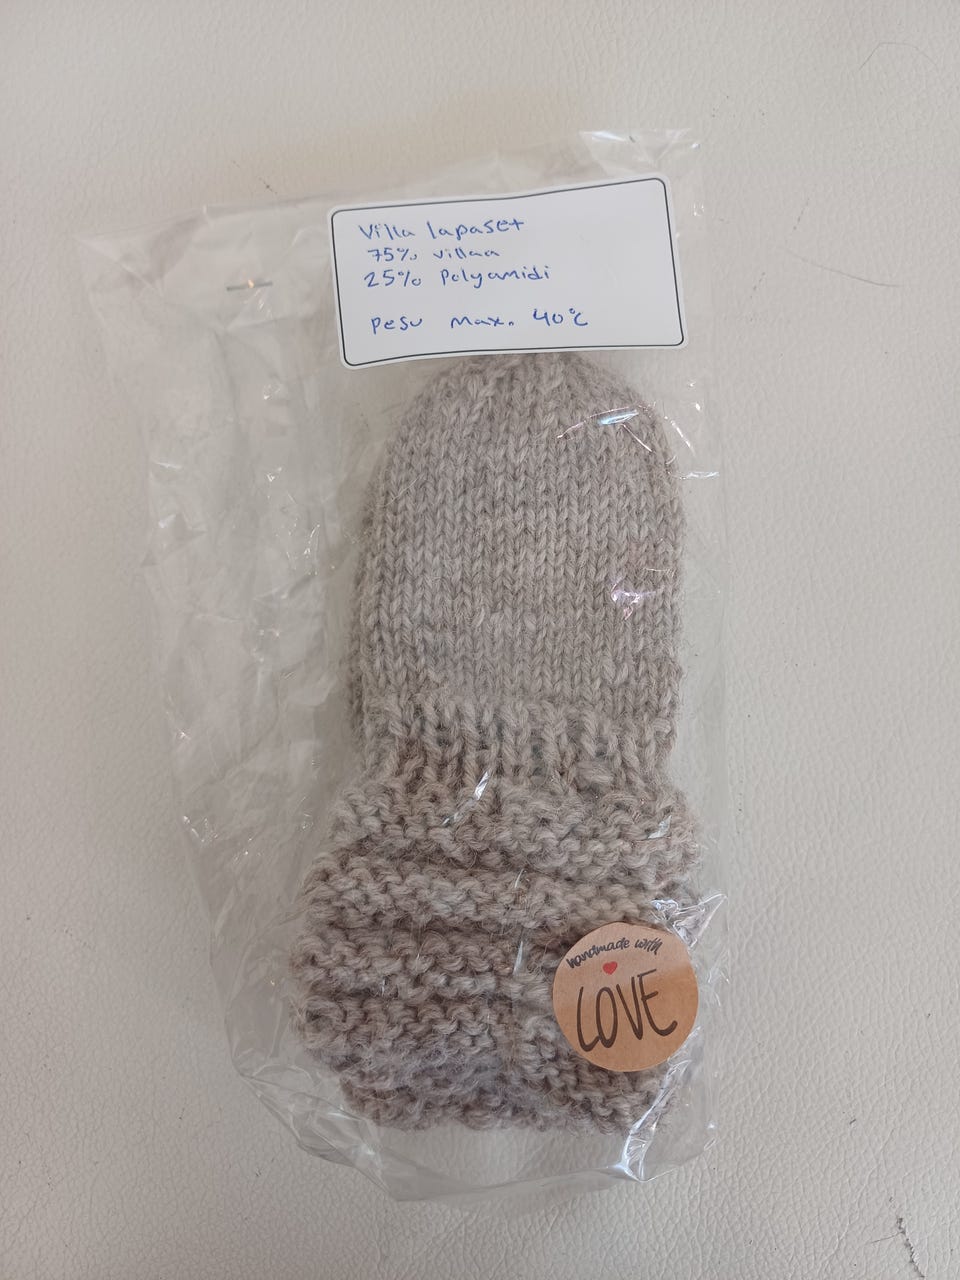 Villa lapaset
75% villaa
25% Polyamidi
Pesu Max. 40°C
handmade with
LOVE